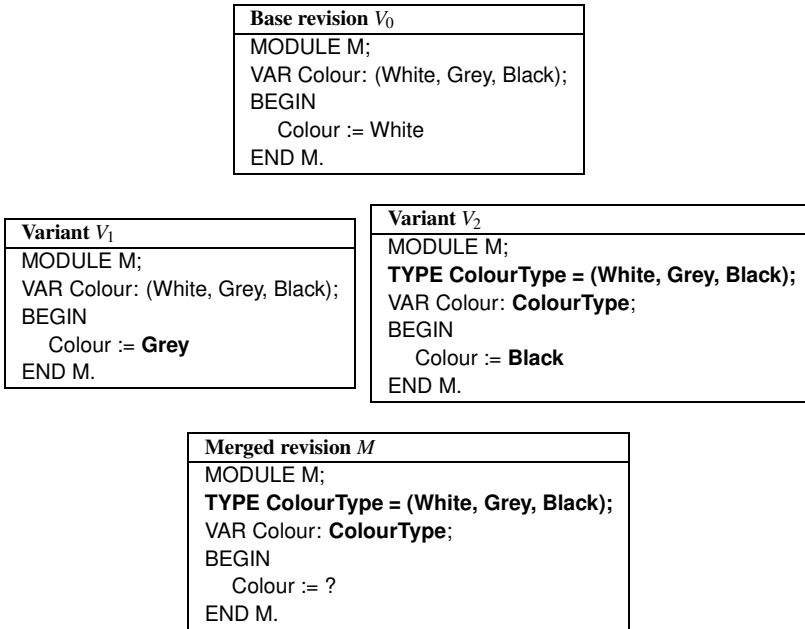 Base revision V0
MODULE M;
VAR Colour: (White, Grey, Black);
BEGIN
Colour := White
END M.
Variant V1
MODULE M;
VAR Colour: (White, Grey, Black);
BEGIN
Colour := Grey
END M.
Variant V2
MODULE M;
TYPE ColourType = (White, Grey, Black);
VAR Colour: ColourType;
BEGIN
Colour := Black
END M.
Merged revision M
MODULE M;
TYPE ColourType = (White, Grey, Black);
VAR Colour: ColourType;
BEGIN
Colour := ?
END M.